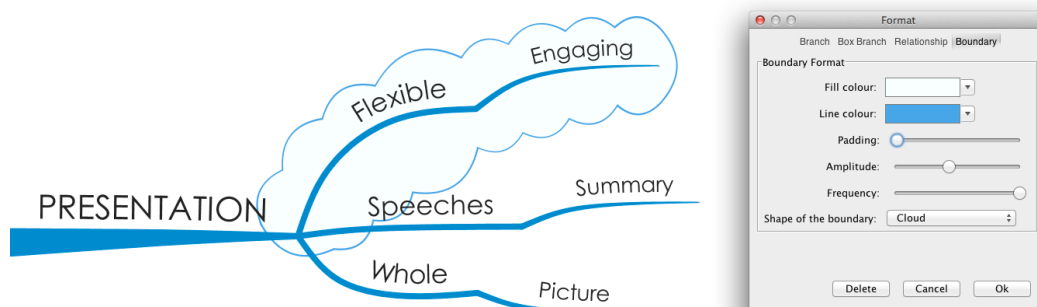 Engaging
Flexible
PRESENTATION
Speeches
Summary
Whole
Picture
Format
Branch Box Branch Relationship Boundary
Boundary Format
Fill colour:
Line colour:
Padding:
Amplitude:
Frequency:
Shape of the boundary: Cloud
Delete Cancel Ok